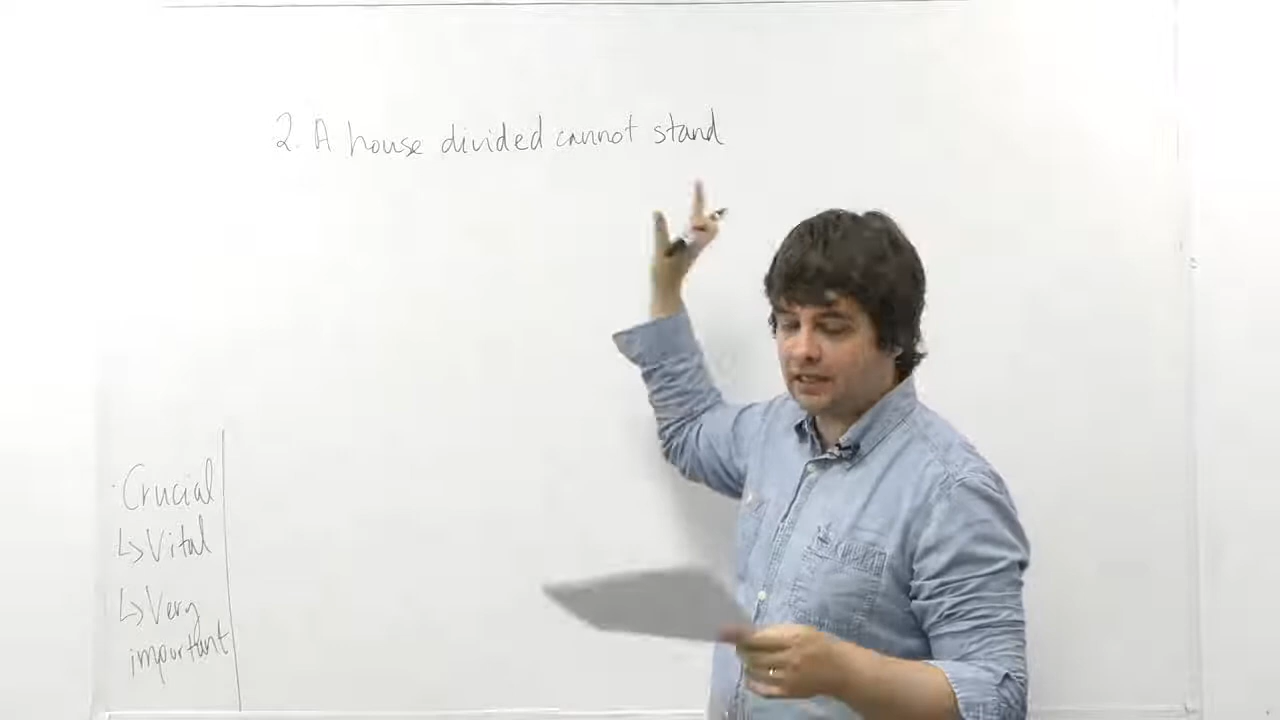 2. A house divided cannot stand
· Crucial
↳ Vital
↳ Very
important